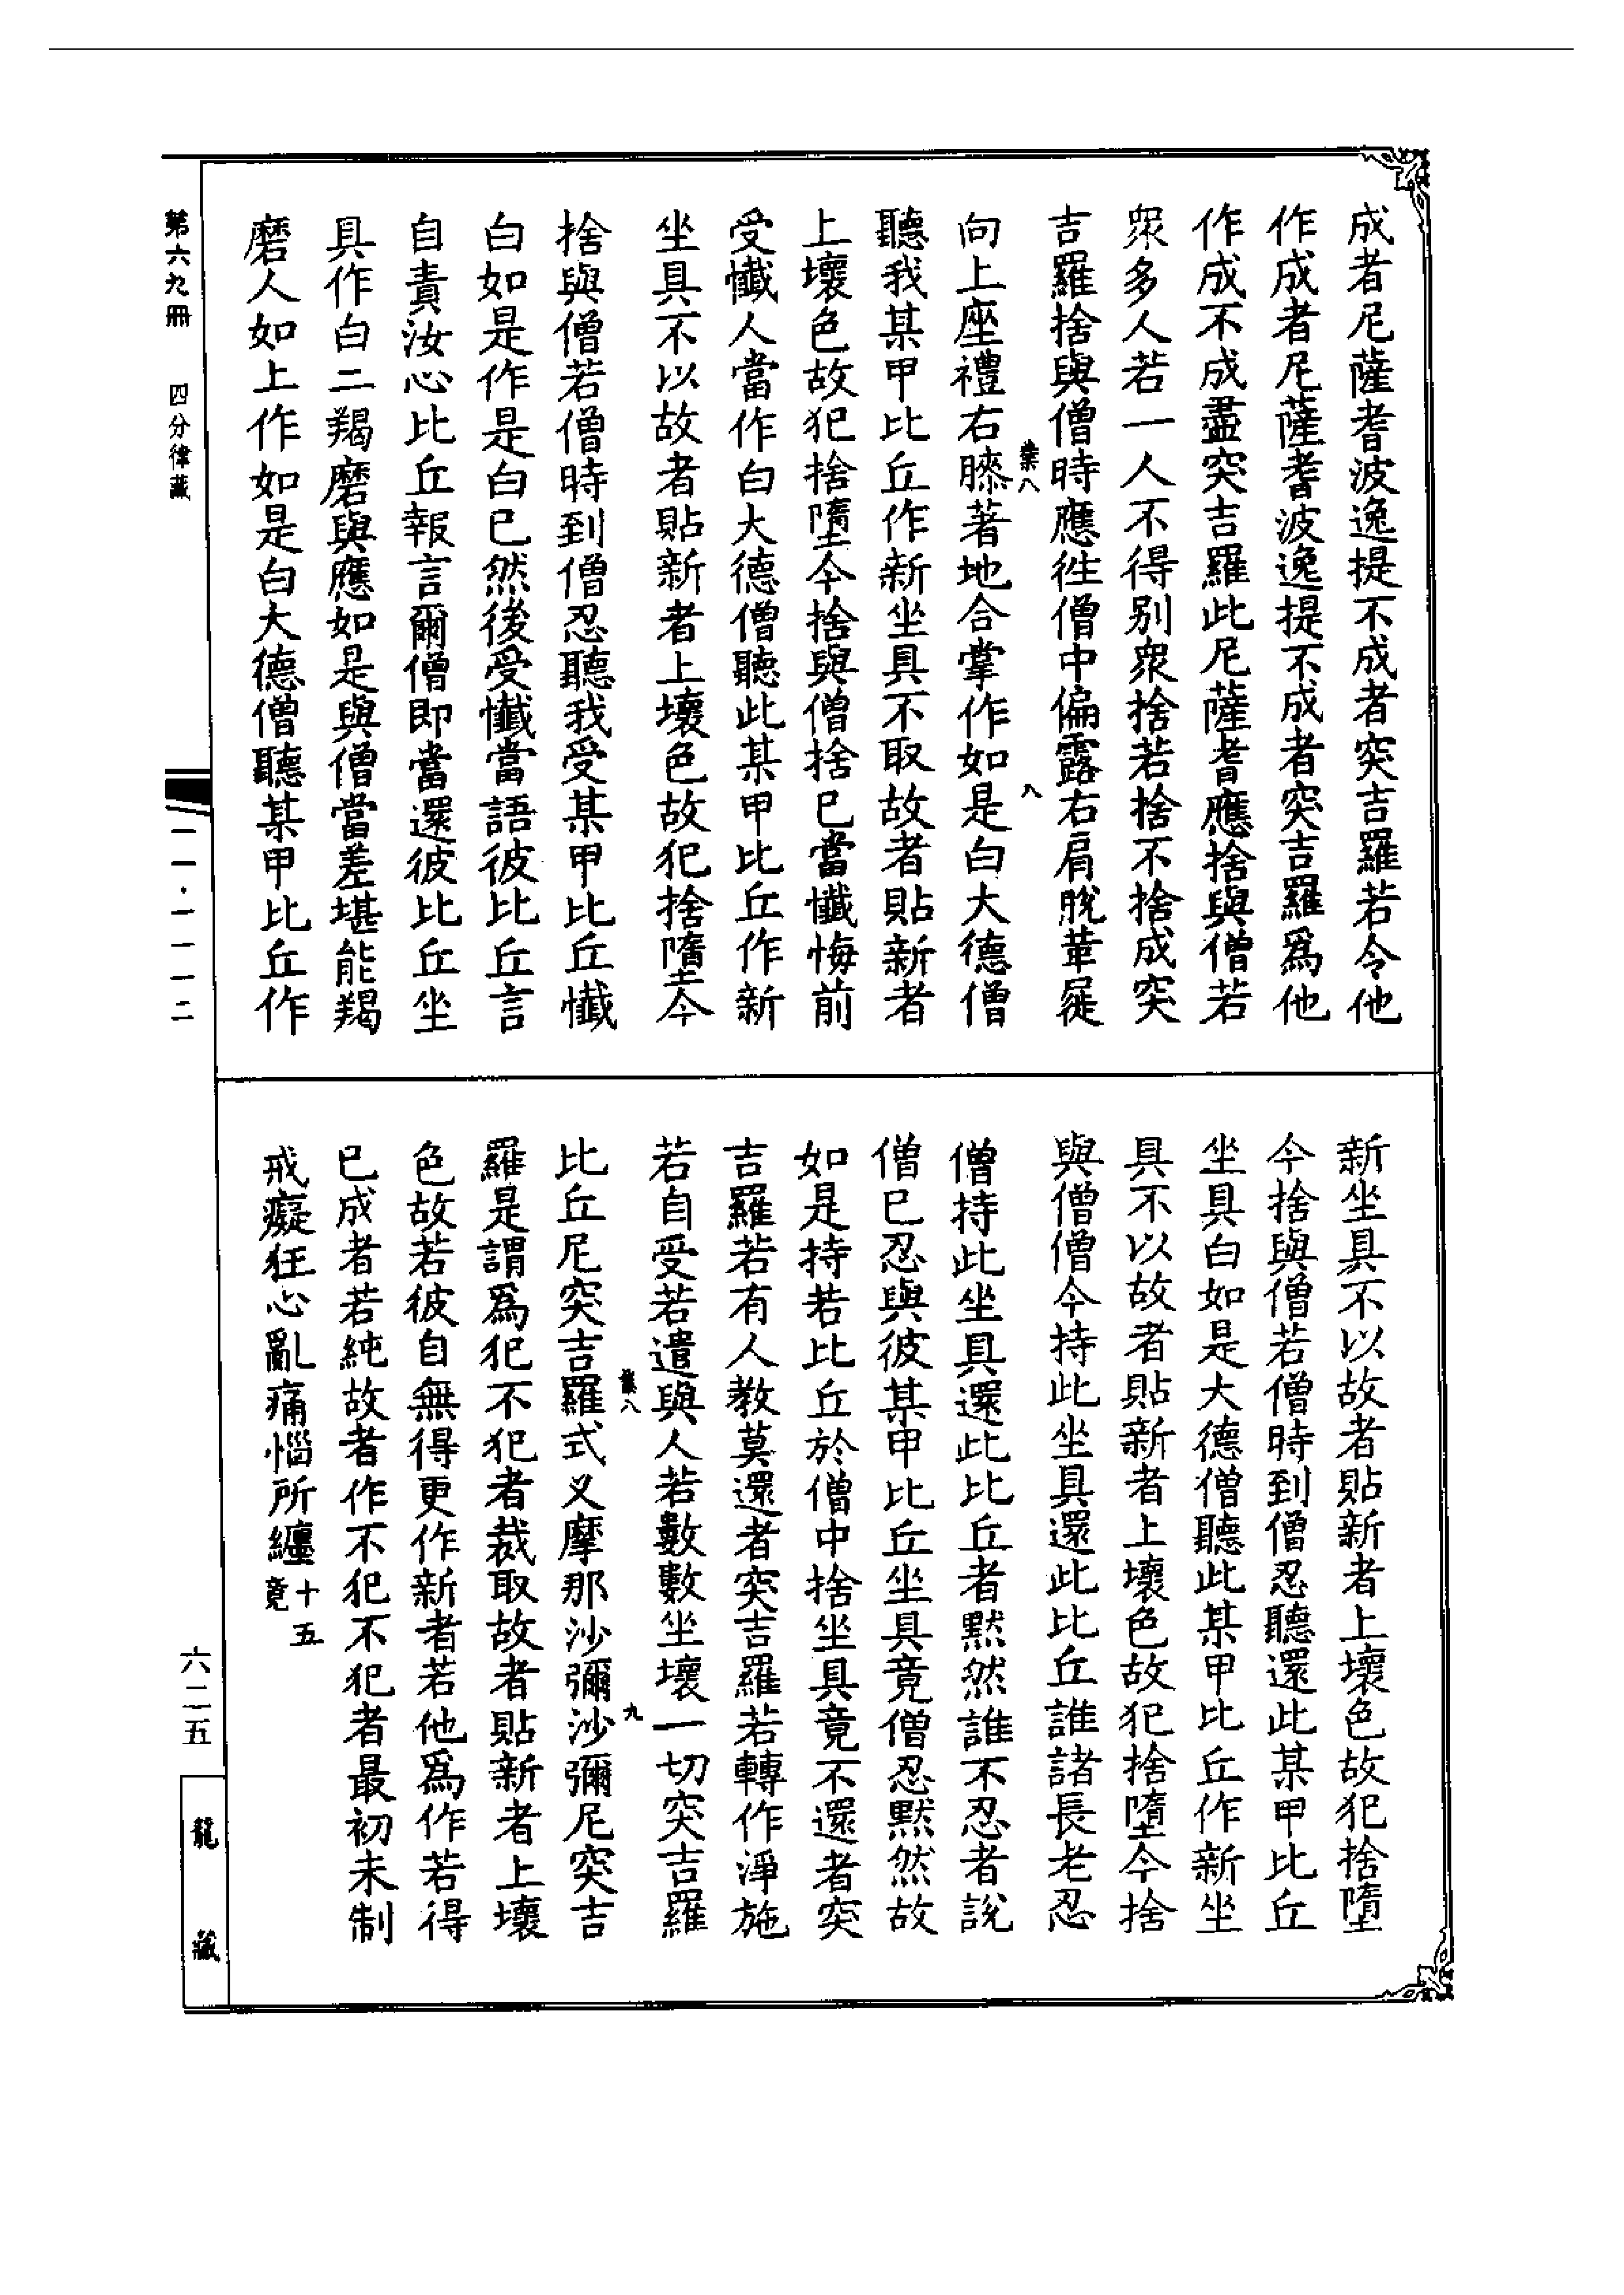 成者尼薩耆波逸提不成者突吉羅若令他
作成者尼薩耆波逸提不成者突吉羅爲他
作成不成盡突吉羅此尼薩耆應捨與僧若
衆多人若一人不得别衆捨若捨不捨成突
吉羅捨與僧時應徃僧中偏露右肩脫革屣
業八
八
向上座禮右膝著地合掌作如是白大德僧
聽我某甲比丘作新坐具不取故者貼新者
上壞色故犯捨墮今捨與僧捨已當懺悔前
受懺人當作白大德僧聽此某甲比丘作新
坐具不以故者貼新者上壞色故犯捨墮今
捨與僧若僧時到僧忍聽我受某甲比丘懺
白如是作是白已然後受懺當語彼比丘言
自責汝心比丘報言爾僧即當還彼比丘坐
具作白二羯磨與應如是與僧當差堪能羯
磨人如上作如是白大德僧聽某甲比丘作
新坐具不以故者貼新者上壞色故犯捨墮
今捨與僧若僧時到僧忍聽還此某甲比丘
坐具白如是大德僧聽此某甲比丘作新坐
具不以故者貼新者上壞色故犯捨墮今捨
與僧僧今持此坐具還此比丘誰諸長老忍
僧持此坐具還此比丘者黙然誰不忍者說
僧已忍與彼某甲比丘坐具竟僧忍黙然故
如是持若比丘於僧中捨坐具竟不還者突
吉羅若有人教莫還者突吉羅若轉作淨施
若自受若遣與人若數數坐壞一切突吉羅
業八
九
比丘尼突吉羅式叉摩那沙彌沙彌尼突吉
羅是謂爲犯不犯者裁取故者貼新者上壞
色故若彼自無得更作新者若他爲作若得
已成者若純故者作不犯不犯者最初未制
戒癡狂心亂痛惱所纏十五竟
第六九冊 四分律藏
一一·一一一二
六二五
龍藏